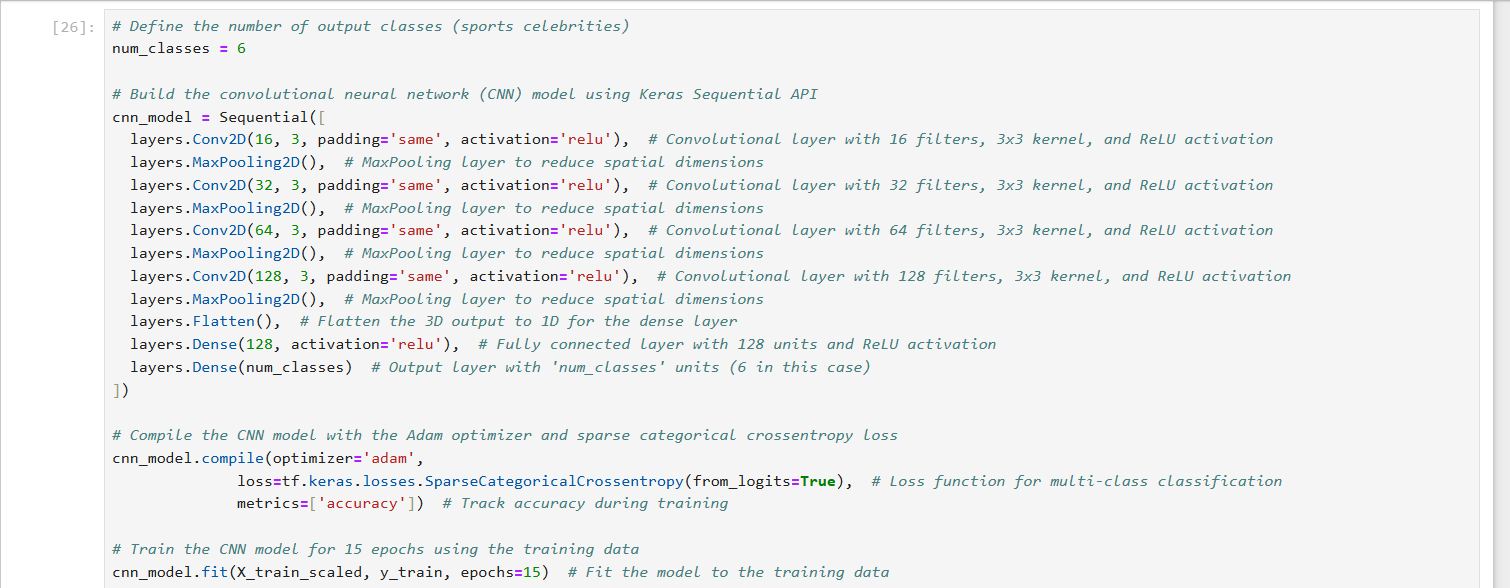 [26]:
# Define the number of output classes (sports celebrities)
num_classes = 6
# Build the convolutional neural network (CNN) model using Keras Sequential API
cnn_model = Sequential([
layers.Conv2D(16, 3, padding='same', activation='relu'),  # Convolutional layer with 16 filters, 3x3 kernel, and ReLU activation
layers.MaxPooling2D(),  # MaxPooling layer to reduce spatial dimensions
layers.Conv2D(32, 3, padding='same', activation='relu'),  # Convolutional layer with 32 filters, 3x3 kernel, and ReLU activation
layers.MaxPooling2D(),  # MaxPooling layer to reduce spatial dimensions
layers.Conv2D(64, 3, padding='same', activation='relu'),  # Convolutional layer with 64 filters, 3x3 kernel, and ReLU activation
layers.MaxPooling2D(),  # MaxPooling layer to reduce spatial dimensions
layers.Conv2D(128, 3, padding='same', activation='relu'),  # Convolutional layer with 128 filters, 3x3 kernel, and ReLU activation
layers.MaxPooling2D(),  # MaxPooling layer to reduce spatial dimensions
layers.Flatten(),  # Flatten the 3D output to 1D for the dense layer
layers.Dense(128, activation='relu'),  # Fully connected layer with 128 units and ReLU activation
layers.Dense(num_classes)  # Output layer with 'num_classes' units (6 in this case)
])
# Compile the CNN model with the Adam optimizer and sparse categorical crossentropy loss
cnn_model.compile(optimizer='adam',
loss=tf.keras.losses.SparseCategoricalCrossentropy(from_logits=True),  # Loss function for multi-class classification
metrics=['accuracy'])  # Track accuracy during training
# Train the CNN model for 15 epochs using the training data
cnn_model.fit(X_train_scaled, y_train, epochs=15)  # Fit the model to the training data